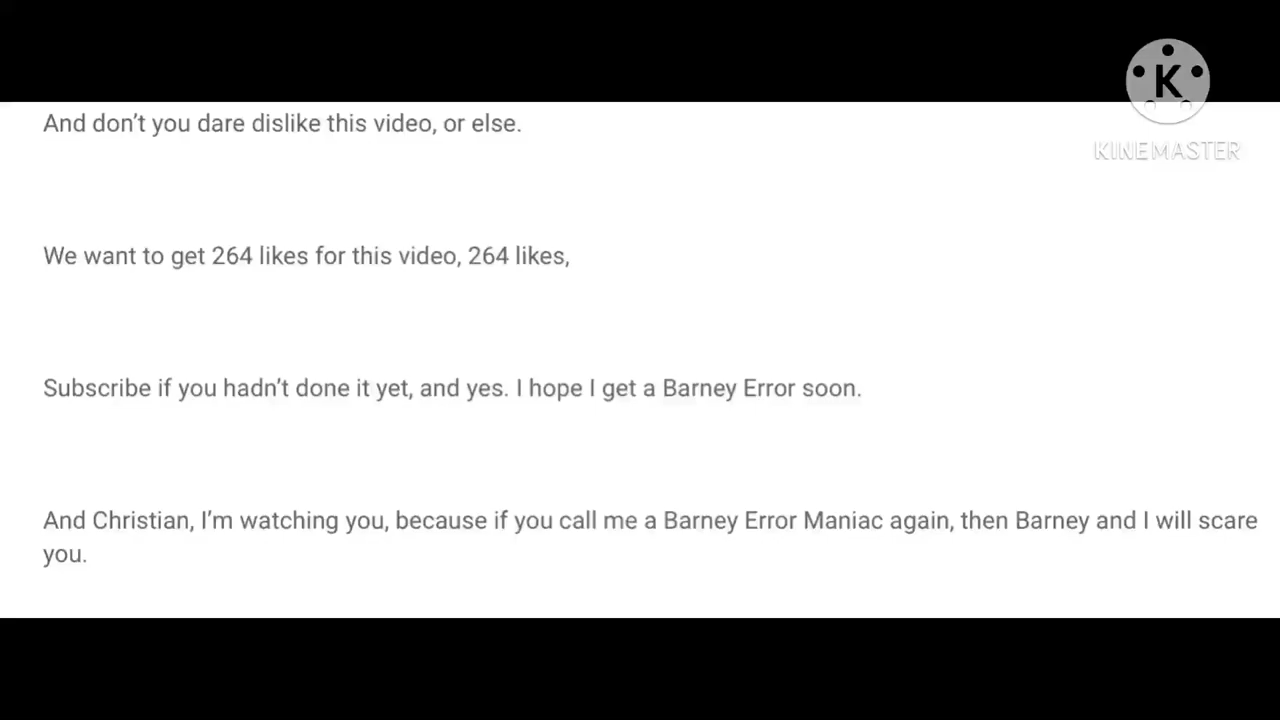 K
KINEMASTER
And don’t you dare dislike this video, or else.
We want to get 264 likes for this video, 264 likes,
Subscribe if you hadn’t done it yet, and yes. I hope I get a Barney Error soon.
And Christian, I’m watching you, because if you call me a Barney Error Maniac again, then Barney and I will scare
you.